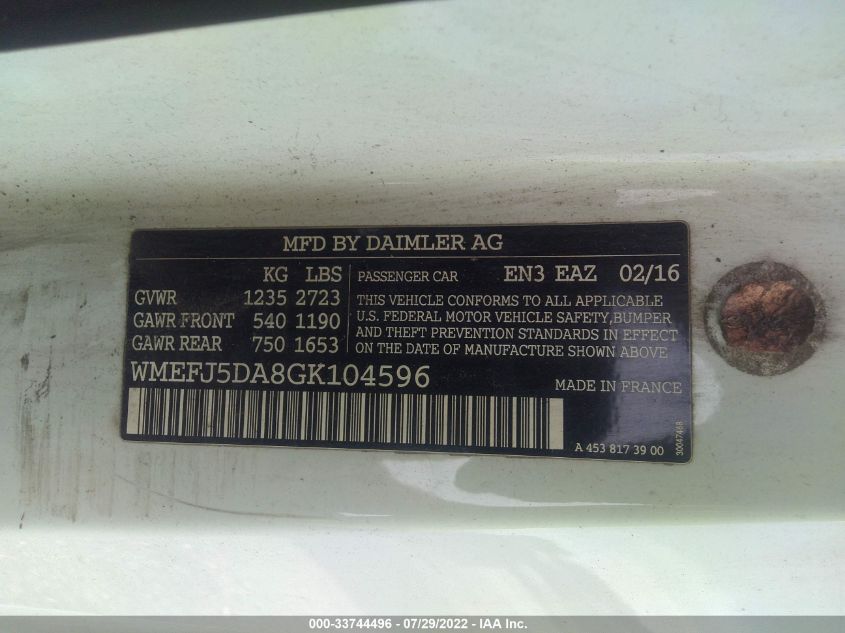 MFD BY DAIMLER AG
KG LBS PASSENGER CAR EN3 EAZ 02/16
GVWR 1235 2723
GAWR FRONT 540 1190
GAWR REAR 750 1653
THIS VEHICLE CONFORMS TO ALL APPLICABLE
U.S. FEDERAL MOTOR VEHICLE SAFETY,BUMPER
AND THEFT PREVENTION STANDARDS IN EFFECT
ON THE DATE OF MANUFACTURE SHOWN ABOVE
WMEFJ5DA8GK104596 MADE IN FRANCE
A 453 817 39 00
30047468
000-33744496 - 07/29/2022 - IAA Inc.